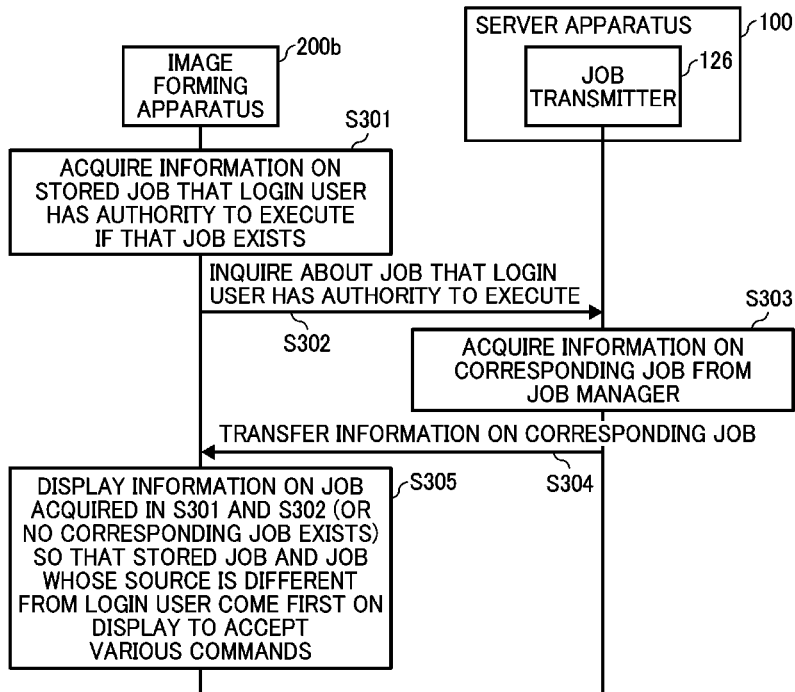 SERVER APPARATUS
100
200b
IMAGE
FORMING
APPARATUS
126
JOB
TRANSMITTER
S301
ACQUIRE INFORMATION ON
STORED JOB THAT LOGIN USER
HAS AUTHORITY TO EXECUTE
IF THAT JOB EXISTS
INQUIRE ABOUT JOB THAT LOGIN
USER HAS AUTHORITY TO EXECUTE
S302
S303
ACQUIRE INFORMATION ON
CORRESPONDING JOB FROM
JOB MANAGER
TRANSFER INFORMATION ON CORRESPONDING JOB
S304
S305
DISPLAY INFORMATION ON JOB
ACQUIRED IN S301 AND S302 (OR
NO CORRESPONDING JOB EXISTS)
SO THAT STORED JOB AND JOB
WHOSE SOURCE IS DIFFERENT
FROM LOGIN USER COME FIRST ON
DISPLAY TO ACCEPT
VARIOUS COMMANDS